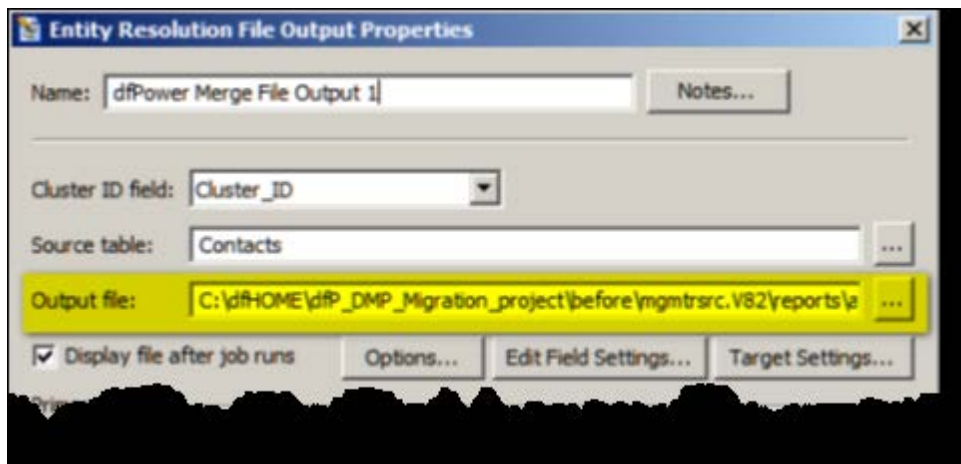 Entity Resolution File Output Properties
Name: dfPower Merge File Output 1 Notes...
Cluster ID field: Cluster_ID
Source table: Contacts ...
Output file: C:\dfHOME\dfP_DMP_Migration_project\before\mgmtrsrc.V82\reports\a ...
Display file after job runs Options... Edit Field Settings... Target Settings...